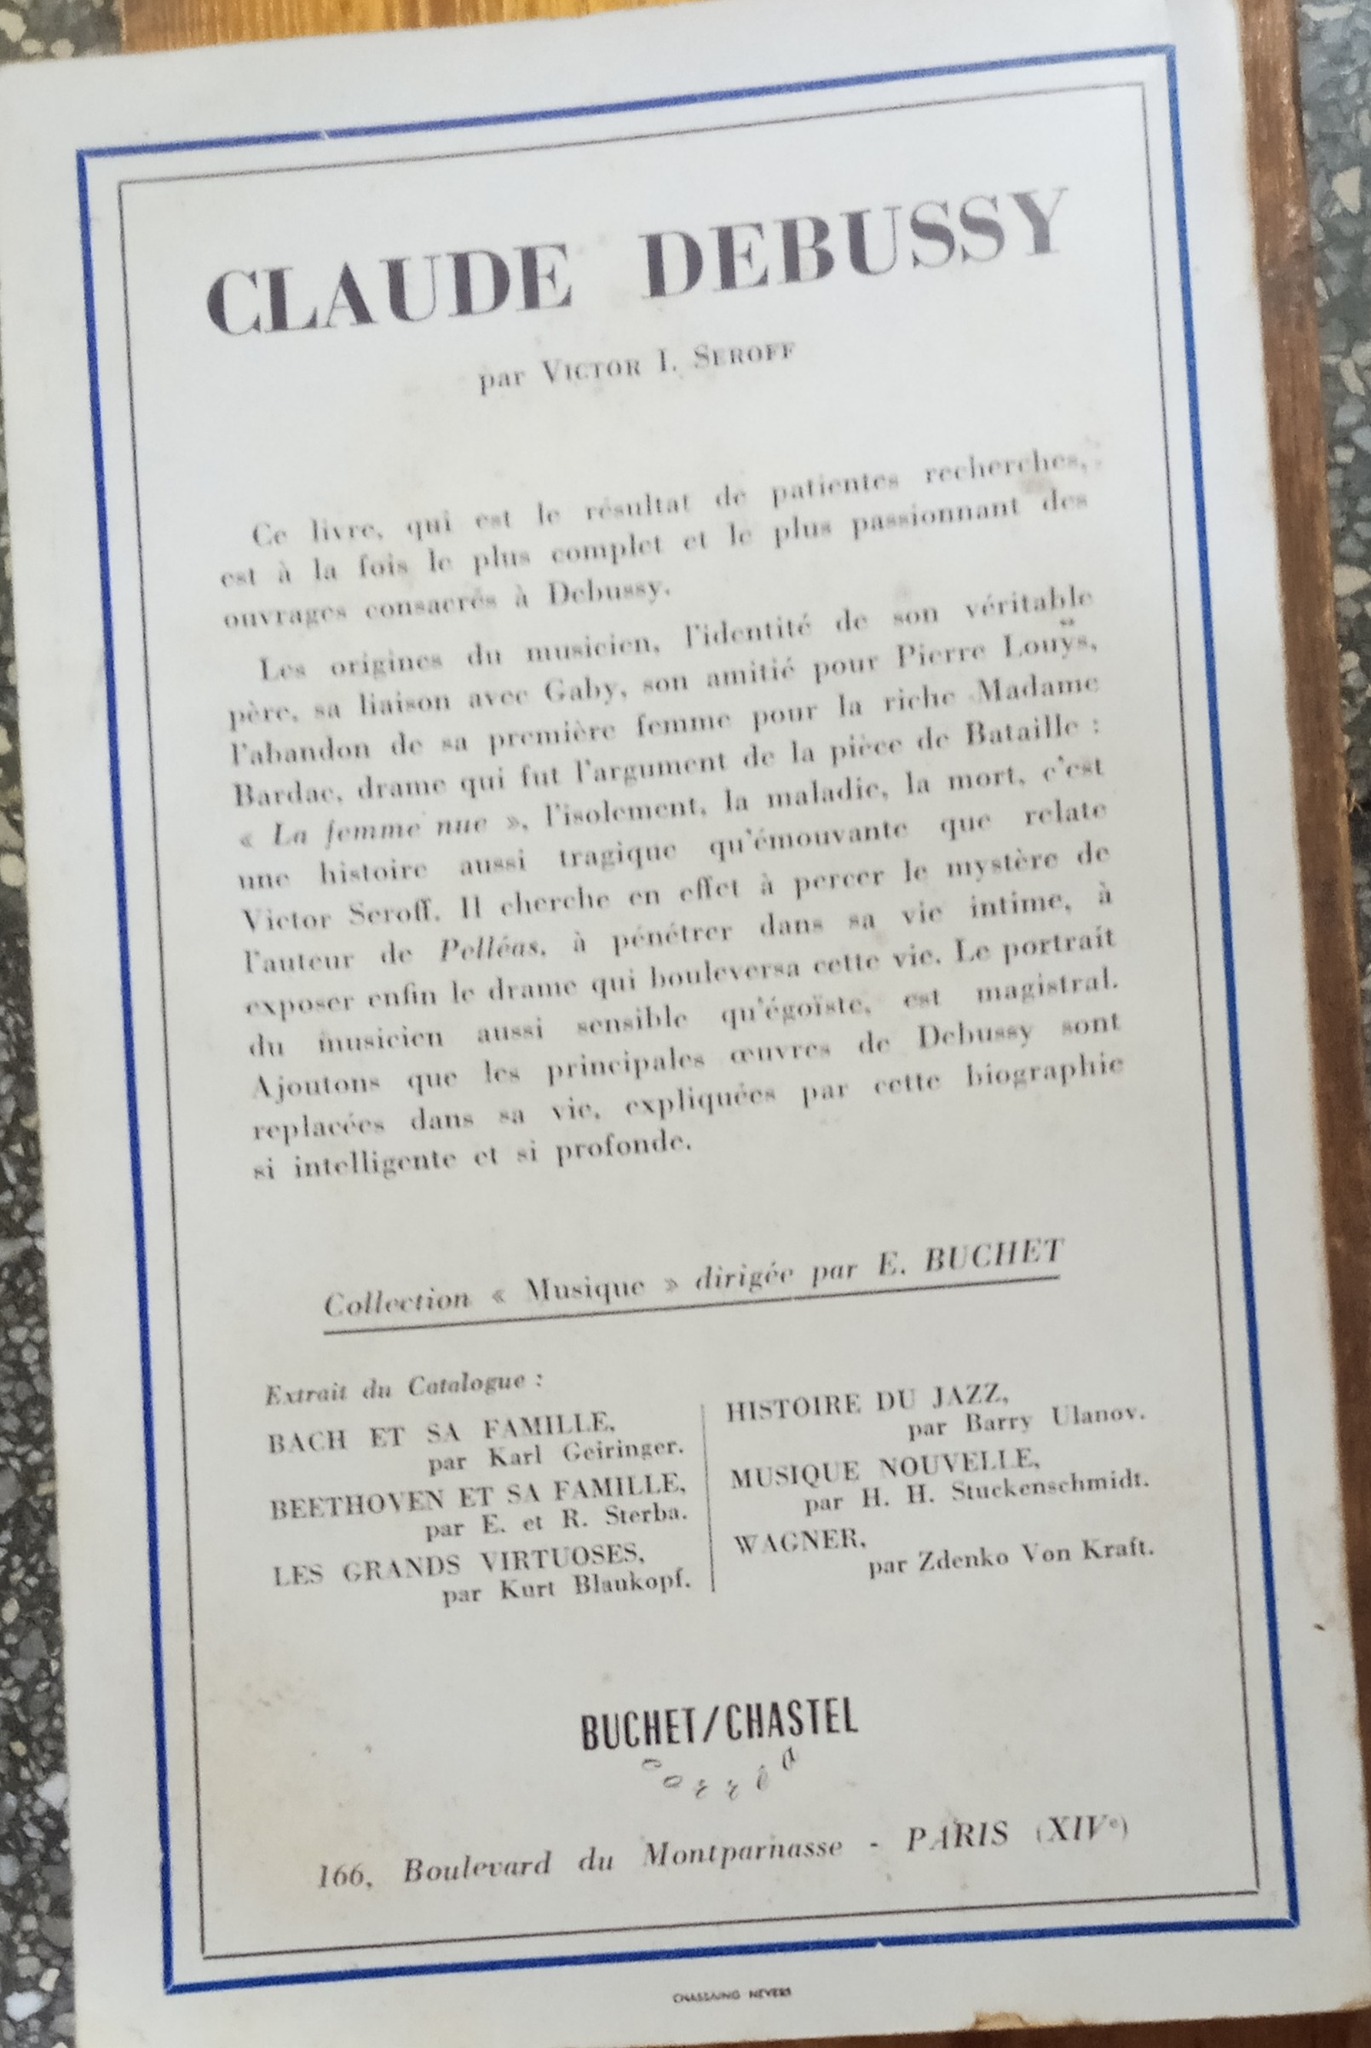 CLAUDE DEBUSSY
par VICTOR I. SEROFF
Ce livre, qui est le résultat de patientes recherches,
est à la fois le plus complet et le plus passionnant des
ouvrages consacrés à Debussy.
Les origines du musicien, l'identité de son véritable
père, sa liaison avec Gaby, son amitié pour Pierre Louÿs,
l'abandon de sa première femme pour la riche Madame
Bardac, drame qui fut l'argument de la pièce de Bataille :
« La femme nue », l'isolement, la maladie, la mort, c'est
une histoire aussi tragique qu'émouvante que relate
Victor Seroff. Il cherche en effet à percer le mystère de
l'auteur de Pelléas, à pénétrer dans sa vie intime, à
exposer enfin le drame qui bouleversa cette vie. Le portrait
du musicien aussi sensible qu'égoïste, est magistral.
Ajoutons que les principales œuvres de Debussy sont
replacées dans sa vie, expliquées par cette biographie
si intelligente et si profonde.
Collection « Musique » dirigée par E. BUCHET
Extrait du Catalogue :
BACH ET SA FAMILLE,
par Karl Geiringer.
BEETHOVEN ET SA FAMILLE,
par E. et R. Sterba.
LES GRANDS VIRTUOSES,
par Kurt Blaukopf.
HISTOIRE DU JAZZ,
par Barry Ulanov.
MUSIQUE NOUVELLE,
par H. H. Stuckenschmidt.
WAGNER,
par Zdenko Von Kraft.
BUCHET/CHASTEL
corrêa
166, Boulevard du Montparnasse - PARIS (XIVe)
CHASSAING NEVERS